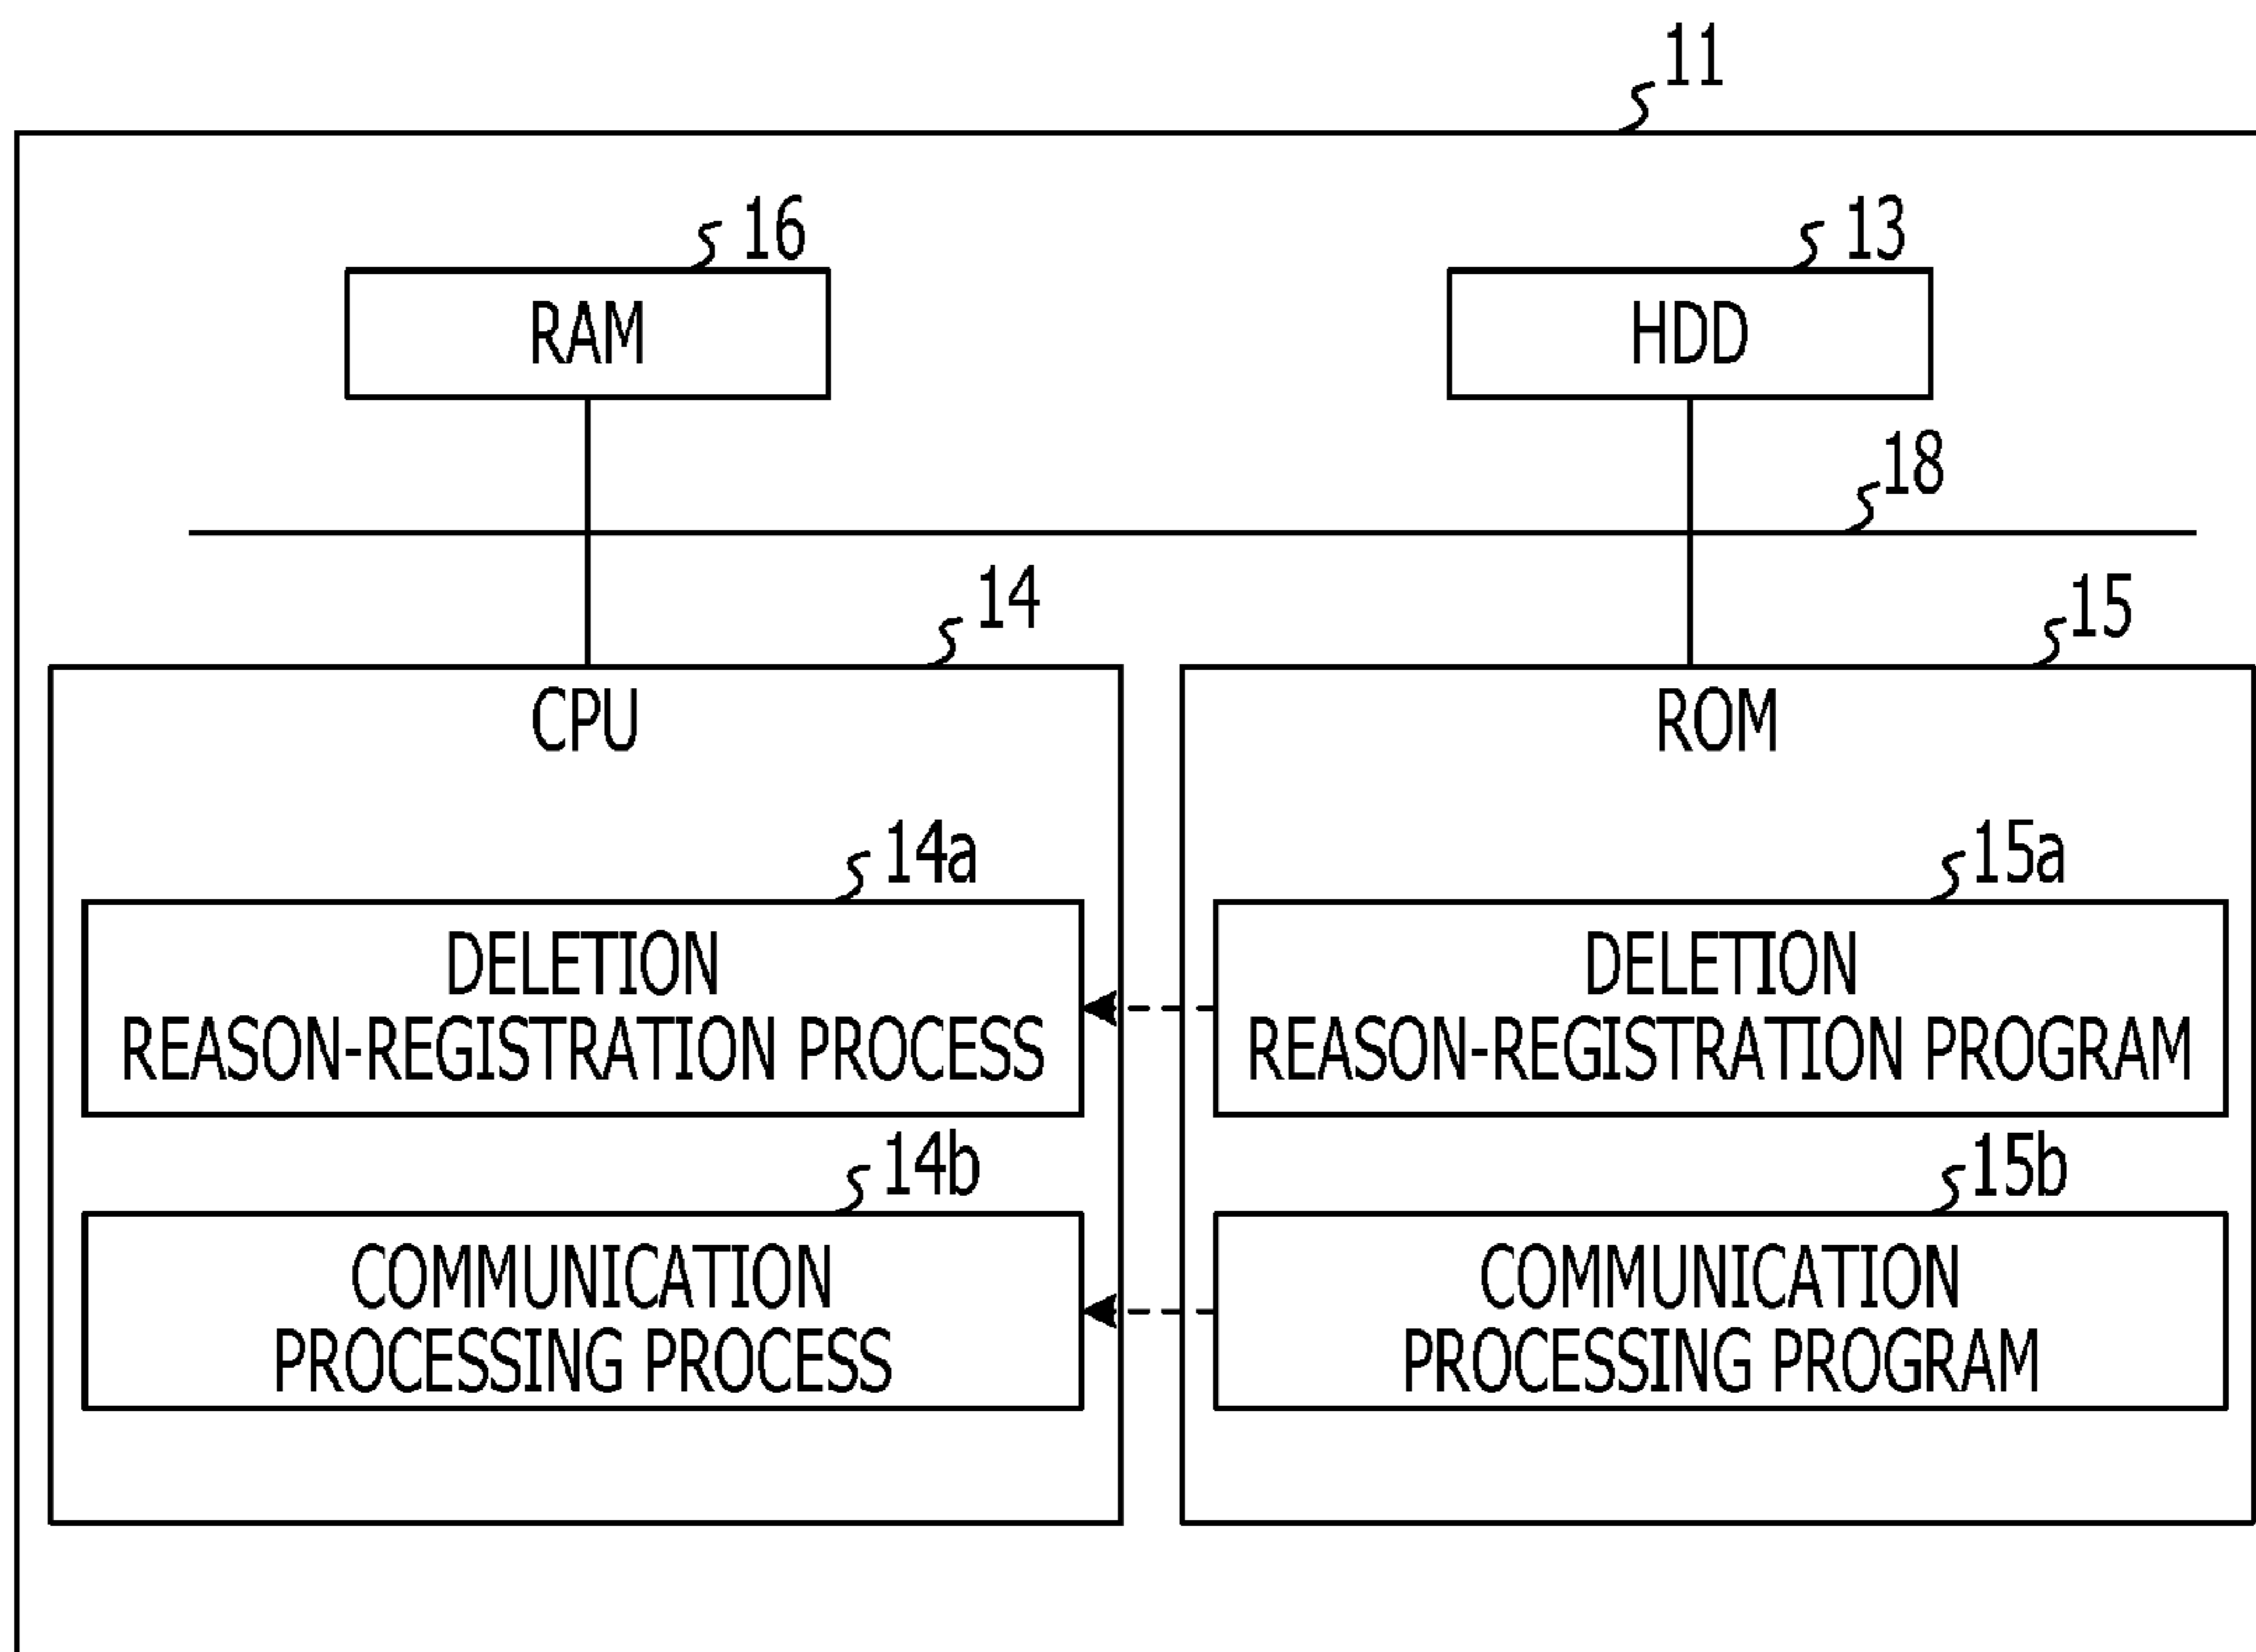 11
16
13
RAM
HDD
18
14
15
CPU
ROM
14a
15a
DELETION
REASON-REGISTRATION PROCESS
DELETION
REASON-REGISTRATION PROGRAM
14b
15b
COMMUNICATION
PROCESSING PROCESS
COMMUNICATION
PROCESSING PROGRAM